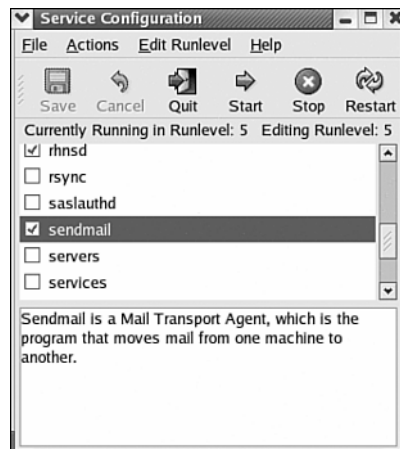 Service Configuration
File Actions Edit Runlevel Help
Save Cancel Quit Start Stop Restart
Currently Running in Runlevel: 5 Editing Runlevel: 5
rhnsd
rsync
saslauthd
sendmail
servers
services
Sendmail is a Mail Transport Agent, which is the
program that moves mail from one machine to
another.